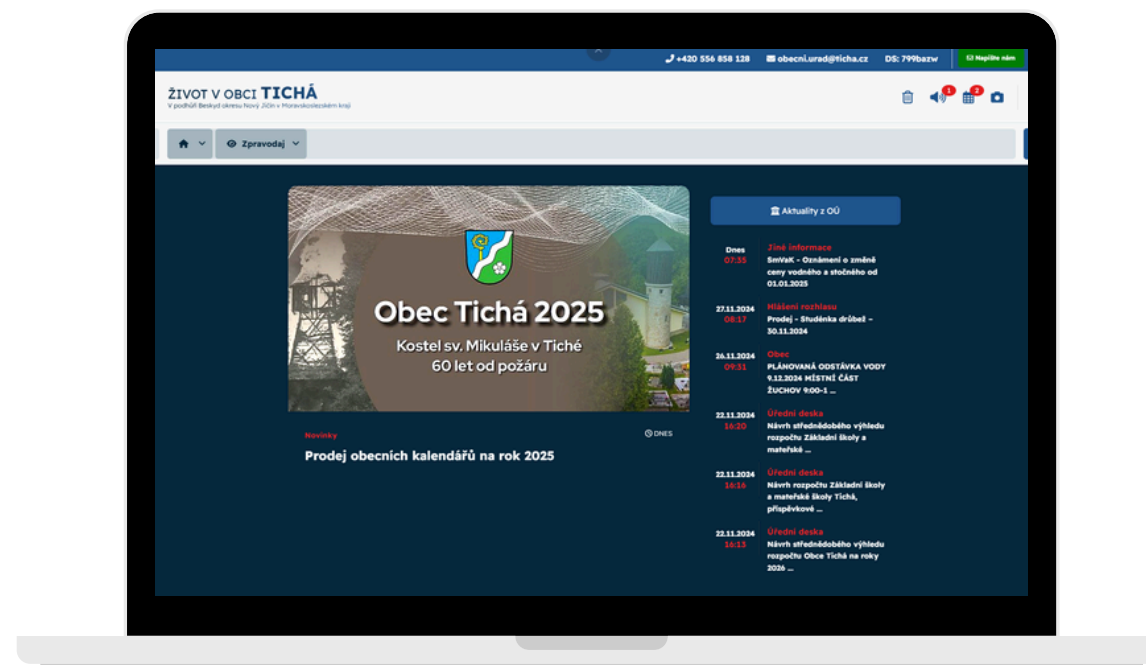 +420 556 858 128
obecni.urad@ticha.cz
DS: 799bazw
Napište nám
ŽIVOT V OBCI TICHÁ
V podhůří Beskyd okresu Nový Jičín v Moravskoslezském kraji
1
2
Zpravodaj
Obec Tichá 2025
Kostel sv. Mikuláše v Tiché
60 let od požáru
Novinky
DNES
Prodej obecních kalendářů na rok 2025
Aktuality z OÚ
Dnes
07:35
Jiné informace
SmVaK - Oznámení o změně
ceny vodného a stočného od
01.01.2025
27.11.2024
08:17
Hlášení rozhlasu
Prodej - Studénka drůbež –
30.11.2024
26.11.2024
09:31
Obec
PLÁNOVANÁ ODSTÁVKA VODY
9.12.2024 MÍSTNÍ ČÁST
ŽUCHOV 9:00-1 ...
22.11.2024
16:20
Úřední deska
Návrh střednědobého výhledu
rozpočtu Základní školy a
mateřské ...
22.11.2024
16:16
Úřední deska
Návrh rozpočtu Základní školy
a mateřské školy Tichá,
příspěvkové ...
22.11.2024
16:13
Úřední deska
Návrh střednědobého výhledu
rozpočtu Obce Tichá na roky
2026 ...